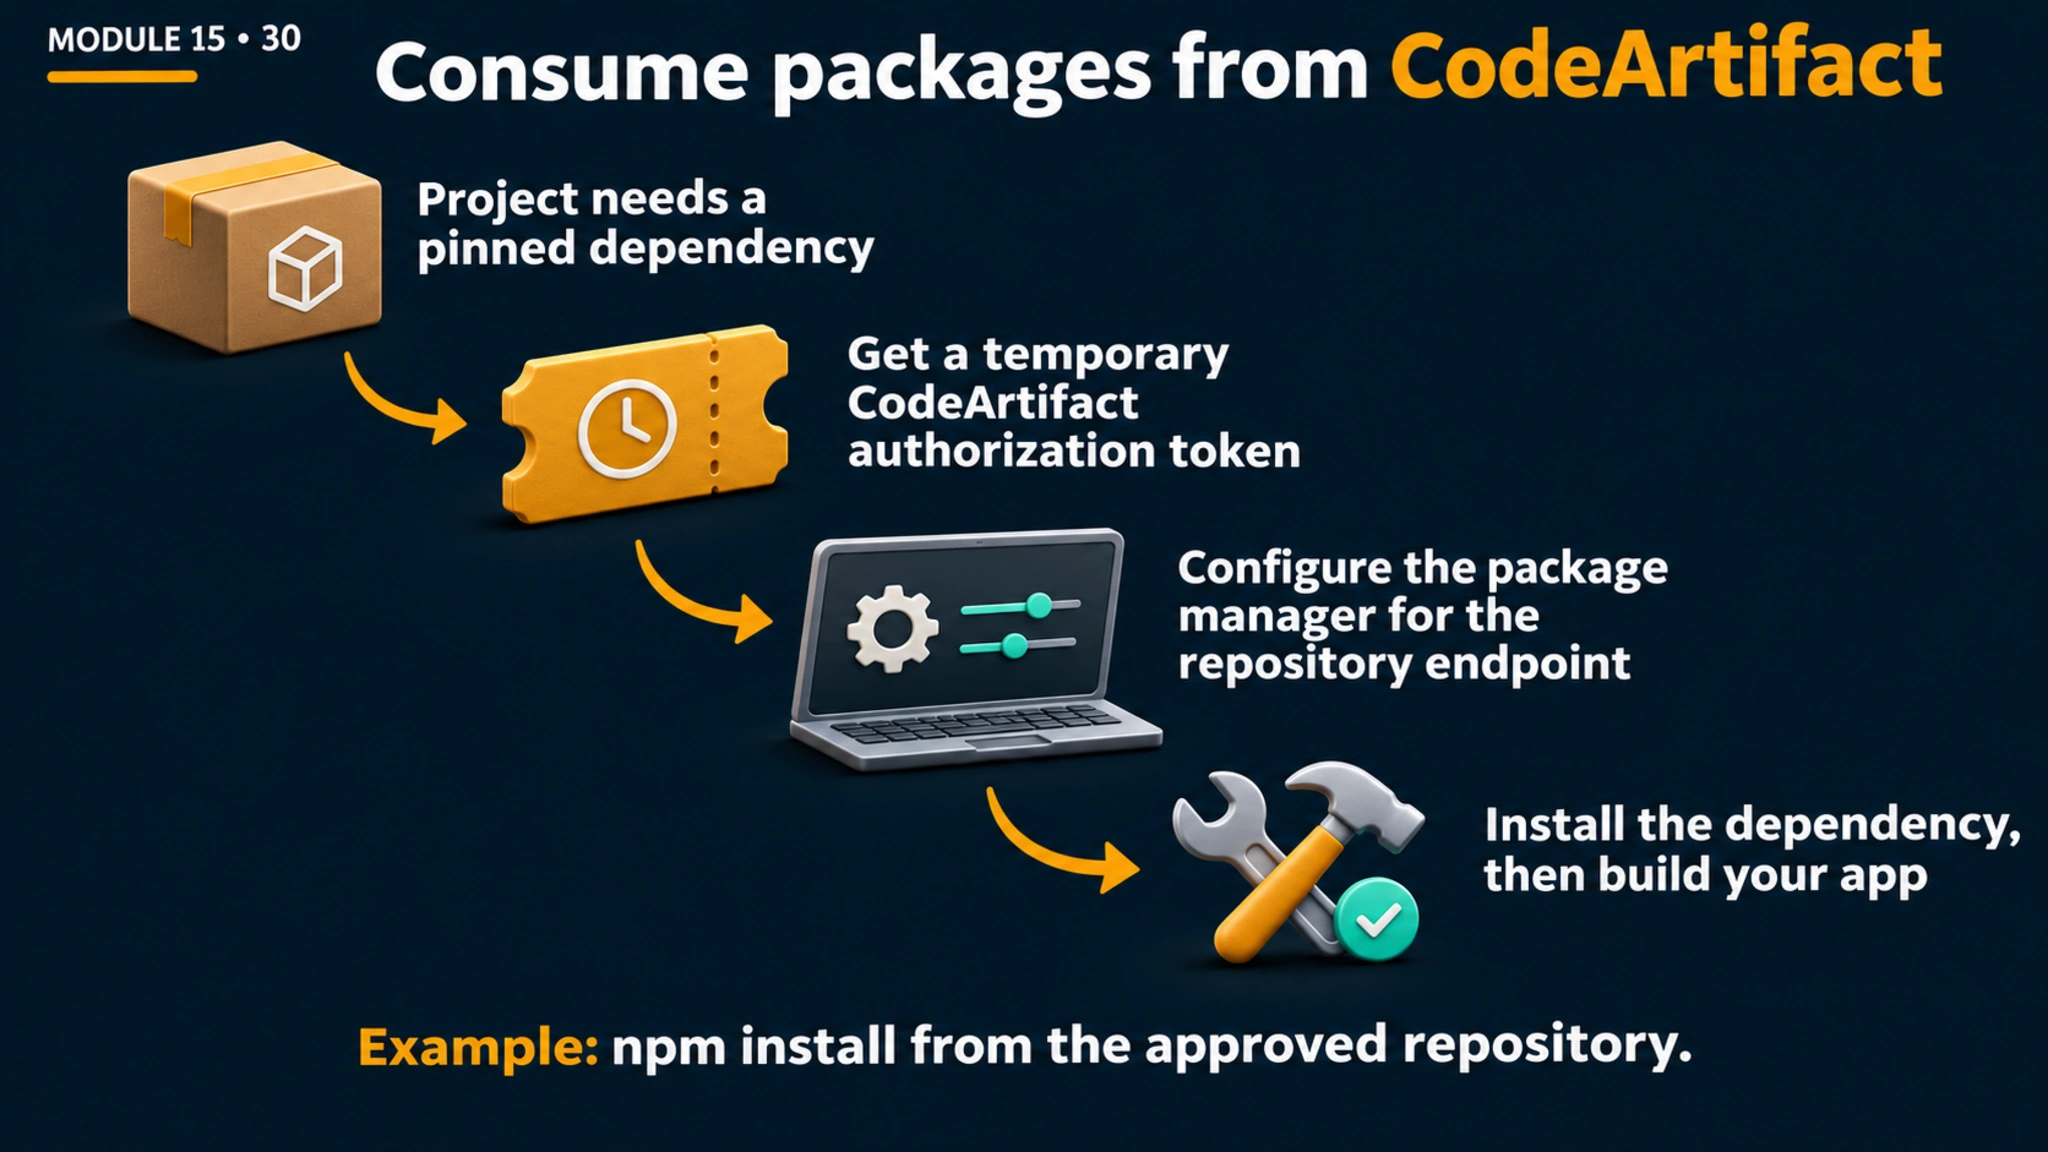 MODULE 15 • 30
Consume packages from CodeArtifact
Project needs a
pinned dependency
Get a temporary
CodeArtifact
authorization token
Configure the package
manager for the
repository endpoint
Install the dependency,
then build your app
Example: npm install from the approved repository.